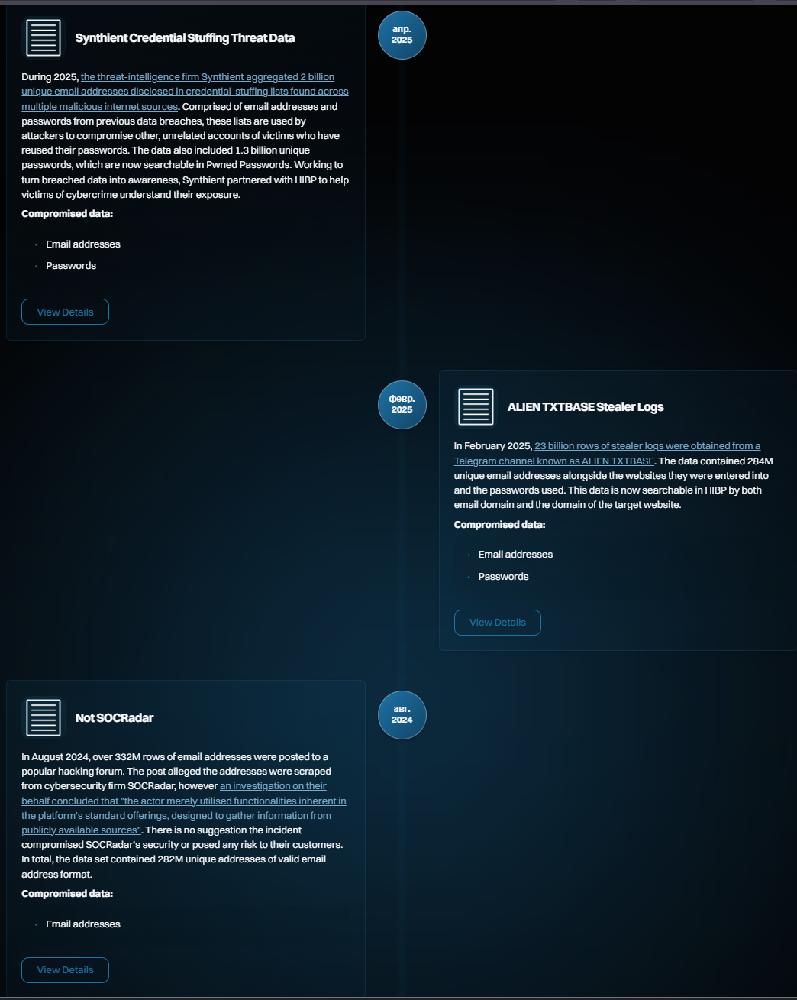 Synthient Credential Stuffing Threat Data
апр.
2025
During 2025, the threat-intelligence firm Synthient aggregated 2 billion
unique email addresses disclosed in credential-stuffing lists found across
multiple malicious internet sources. Comprised of email addresses and
passwords from previous data breaches, these lists are used by
attackers to compromise other, unrelated accounts of victims who have
reused their passwords. The data also included 1.3 billion unique
passwords, which are now searchable in Pwned Passwords. Working to
turn breached data into awareness, Synthient partnered with HIBP to help
victims of cybercrime understand their exposure.
Compromised data:
• Email addresses
• Passwords
View Details
февр.
2025
ALIEN TXTBASE Stealer Logs
In February 2025, 23 billion rows of stealer logs were obtained from a
Telegram channel known as ALIEN TXTBASE. The data contained 284M
unique email addresses alongside the websites they were entered into
and the passwords used. This data is now searchable in HIBP by both
email domain and the domain of the target website.
Compromised data:
• Email addresses
• Passwords
View Details
Not SOCRadar
авг.
2024
In August 2024, over 332M rows of email addresses were posted to a
popular hacking forum. The post alleged the addresses were scraped
from cybersecurity firm SOCRadar, however an investigation on their
behalf concluded that "the actor merely utilised functionalities inherent in
the platform's standard offerings, designed to gather information from
publicly available sources". There is no suggestion the incident
compromised SOCRadar's security or posed any risk to their customers.
In total, the data set contained 282M unique addresses of valid email
address format.
Compromised data:
• Email addresses
View Details